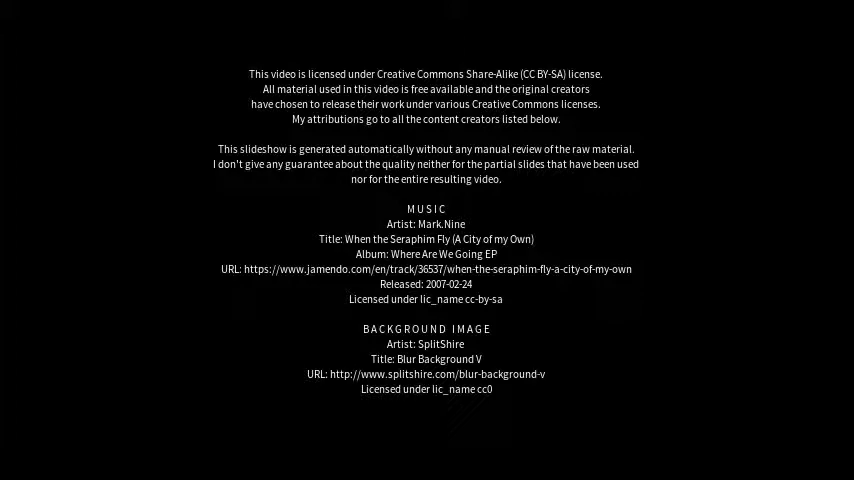 This video is licensed under Creative Commons Share-Alike (CC BY-SA) license.
All material used in this video is free available and the original creators
have chosen to release their work under various Creative Commons licenses.
My attributions go to all the content creators listed below.
This slideshow is generated automatically without any manual review of the raw material.
I don't give any guarantee about the quality neither for the partial slides that have been used
nor for the entire resulting video.
MUSIC
Artist: Mark.Nine
Title: When the Seraphim Fly (A City of my Own)
Album: Where Are We Going EP
URL: https://www.jamendo.com/en/track/36537/when-the-seraphim-fly-a-city-of-my-own
Released: 2007-02-24
Licensed under lic_name cc-by-sa
BACKGROUND IMAGE
Artist: SplitShire
Title: Blur Background V
URL: http://www.splitshire.com/blur-background-v
Licensed under lic_name cc0